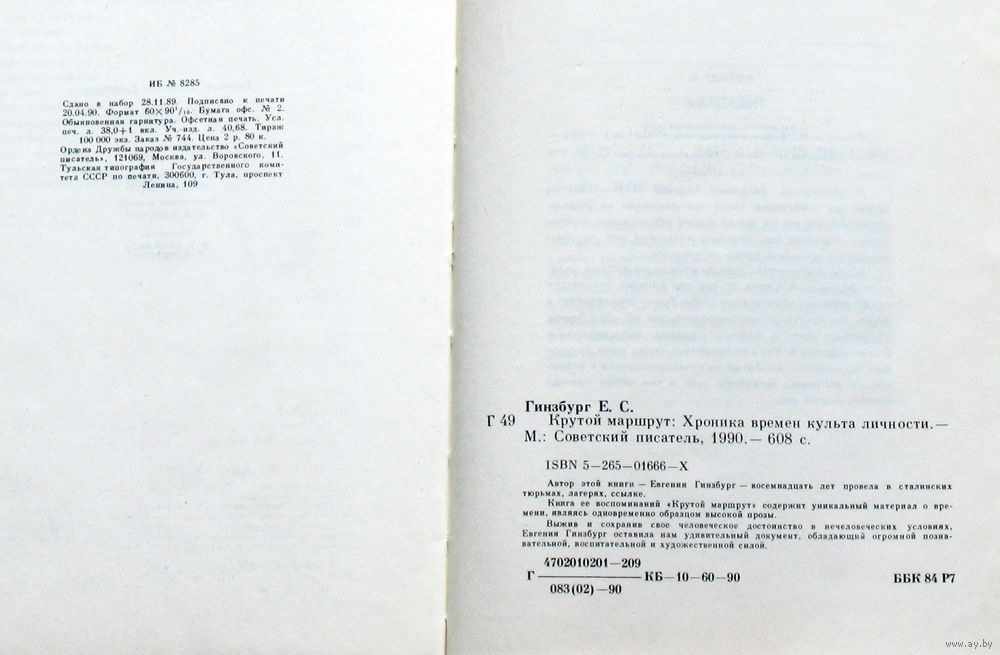 ИБ № 8285
Сдано в набор 28.11.89. Подписано к печати
20.04.90. Формат 60×90¹/₁₆. Бумага офс. № 2.
Обыкновенная гарнитура. Офсетная печать. Усл.
печ. л. 38,0+1 вкл. Уч.-изд. л. 40,68. Тираж
100 000 экз. Заказ № 744. Цена 2 р. 80 к.
Ордена Дружбы народов издательство «Советский
писатель», 121069, Москва, ул. Воровского, 11.
Тульская типография Государственного коми-
тета СССР по печати, 300600, г. Тула, проспект
Ленина, 109
Гинзбург Е. С.
Г 49 Крутой маршрут: Хроника времен культа личности.—
М.: Советский писатель, 1990.— 608 с.
ISBN 5—265—01666—X
Автор этой книги — Евгения Гинзбург — восемнадцать лет провела в сталинских
тюрьмах, лагерях, ссылке.
Книга ее воспоминаний «Крутой маршрут» содержит уникальный материал о вре-
мени, являясь одновременно образцом высокой прозы.
Выжив и сохранив свое человеческое достоинство в нечеловеческих условиях,
Евгения Гинзбург оставила нам удивительный документ, обладающий огромной позна-
вательной, воспитательной и художественной силой.
4702010201—209
Г ———— КБ—10—60—90 ББК 84 Р7
083(02)—90
www.ay.by